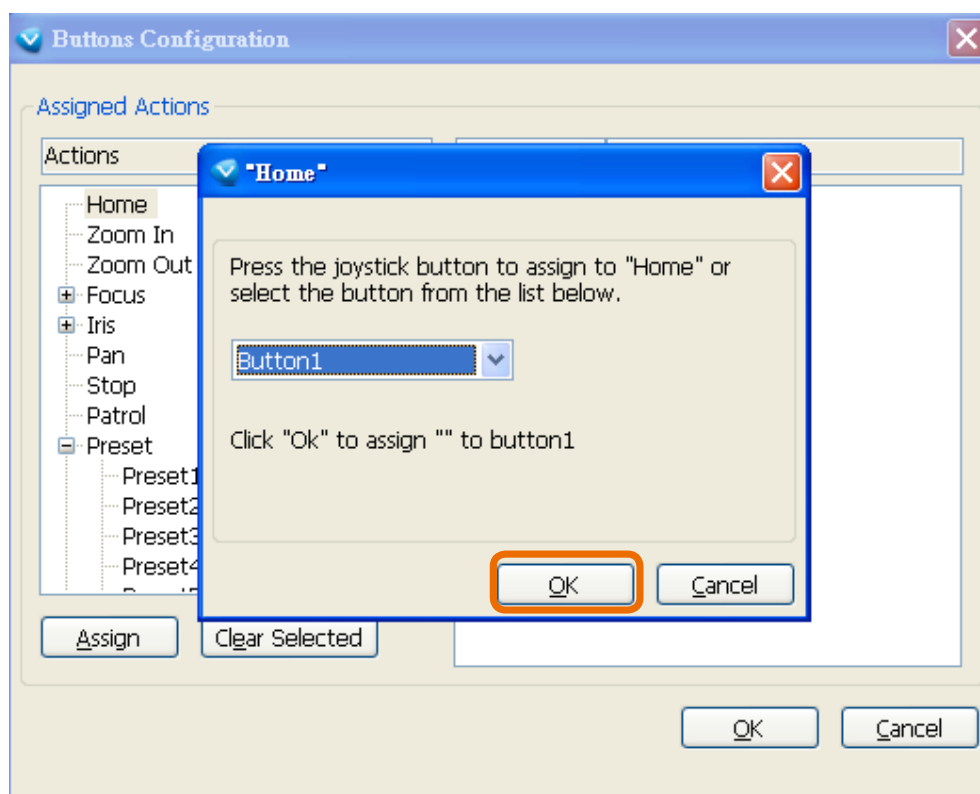 Buttons Configuration
Assigned Actions
Actions
"Home"
Home
Zoom In
Zoom Out
Focus
Iris
Pan
Stop
Patrol
Preset
Preset1
Preset2
Preset3
Preset4
Press the joystick button to assign to "Home" or
select the button from the list below.
Button1
Click "Ok" to assign "" to button1
OK
Cancel
Assign
Clear Selected
OK
Cancel